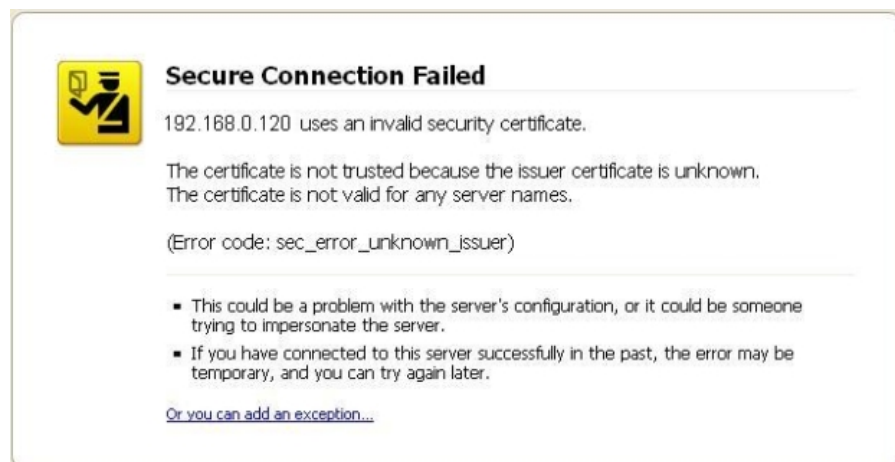 Secure Connection Failed
192.168.0.120 uses an invalid security certificate.
The certificate is not trusted because the issuer certificate is unknown.
The certificate is not valid for any server names.
(Error code: sec_error_unknown_issuer)
This could be a problem with the server's configuration, or it could be someone
trying to impersonate the server.
If you have connected to this server successfully in the past, the error may be
temporary, and you can try again later.
Or you can add an exception...